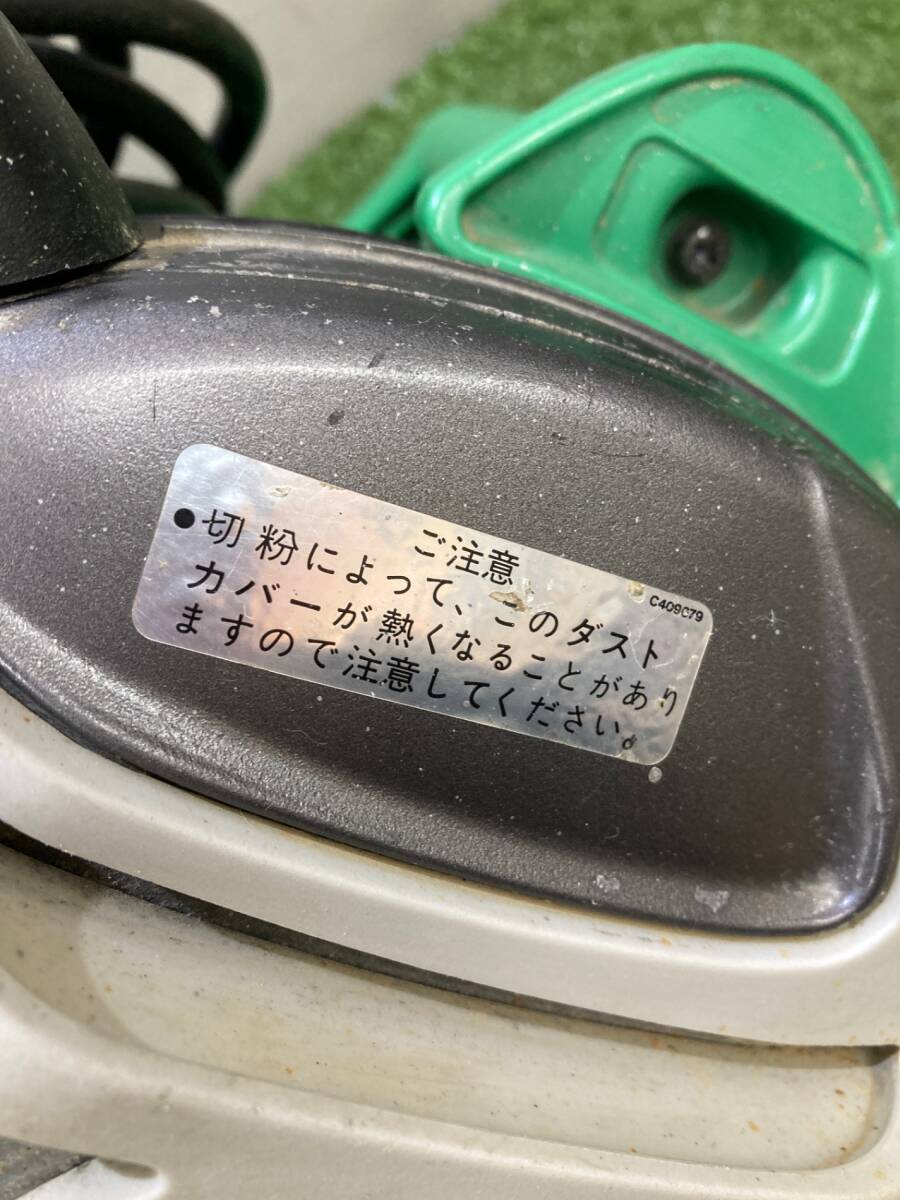 ご注意
●切粉によって、このダスト
カバーが熱くなることがあり
ますので注意してください。
C409C79